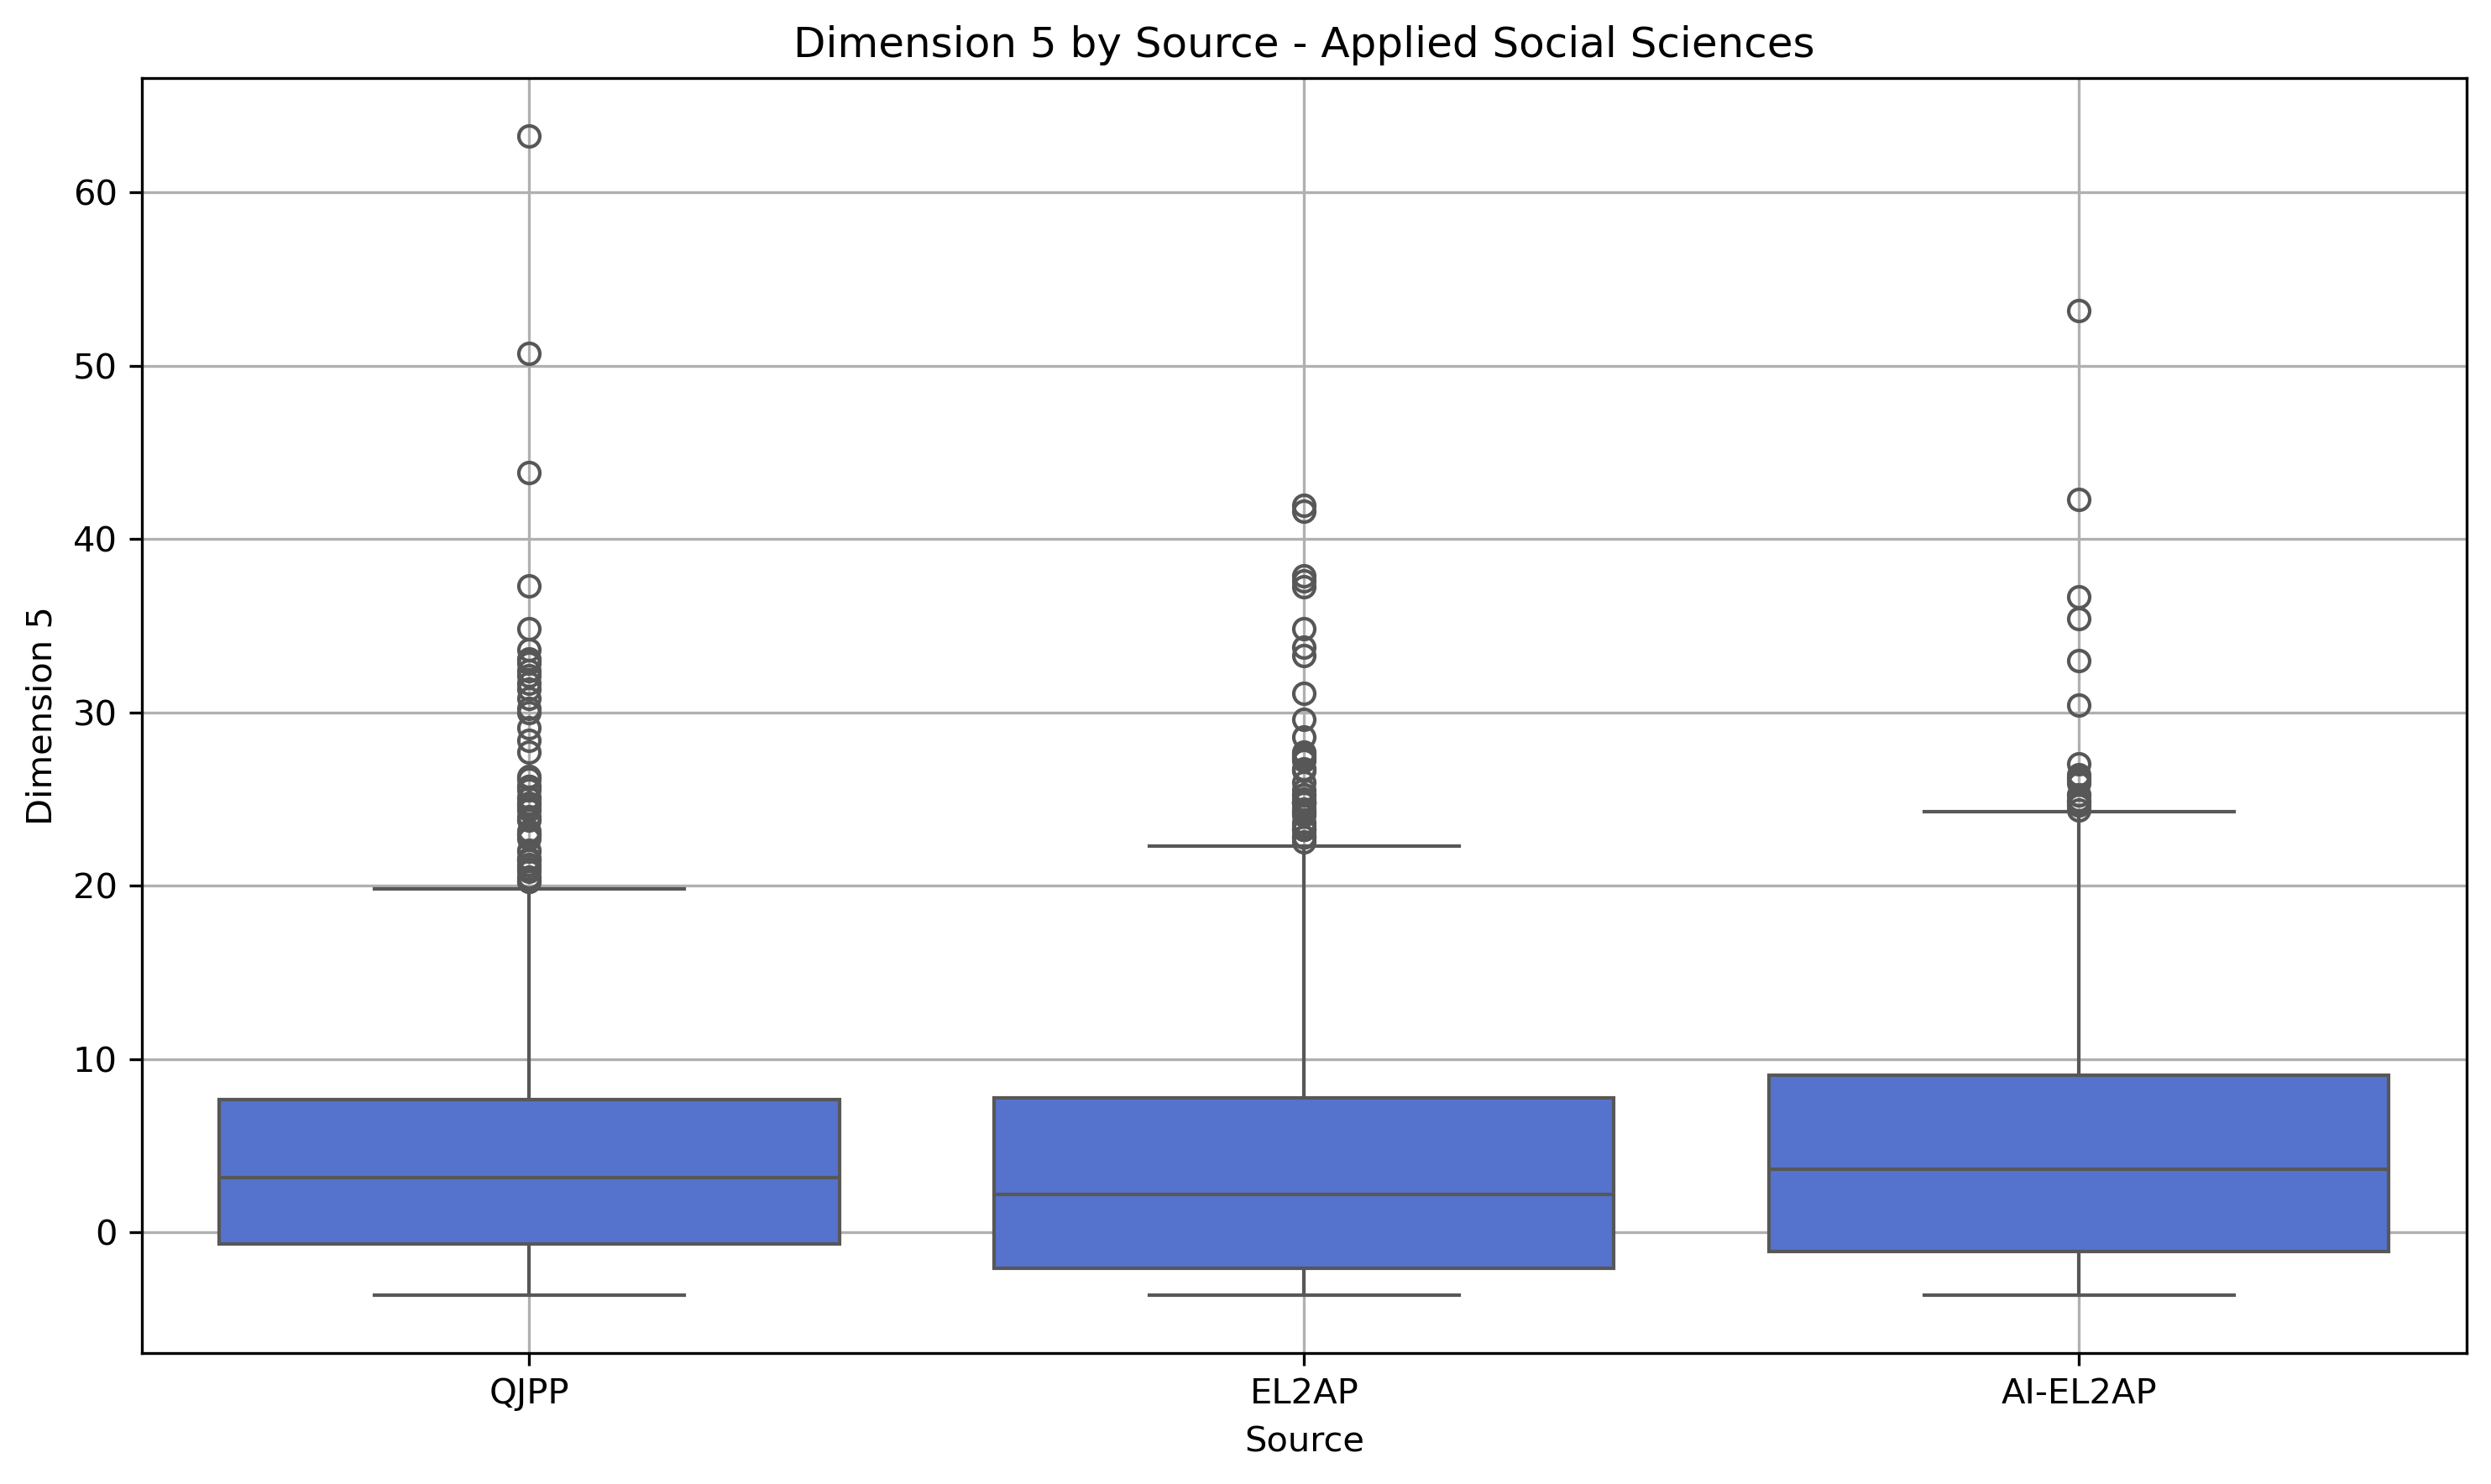 Dimension 5 by Source - Applied Social Sciences
Dimension 5
60
50
40
30
20
10
0
QJPP
EL2AP
AI-EL2AP
Source